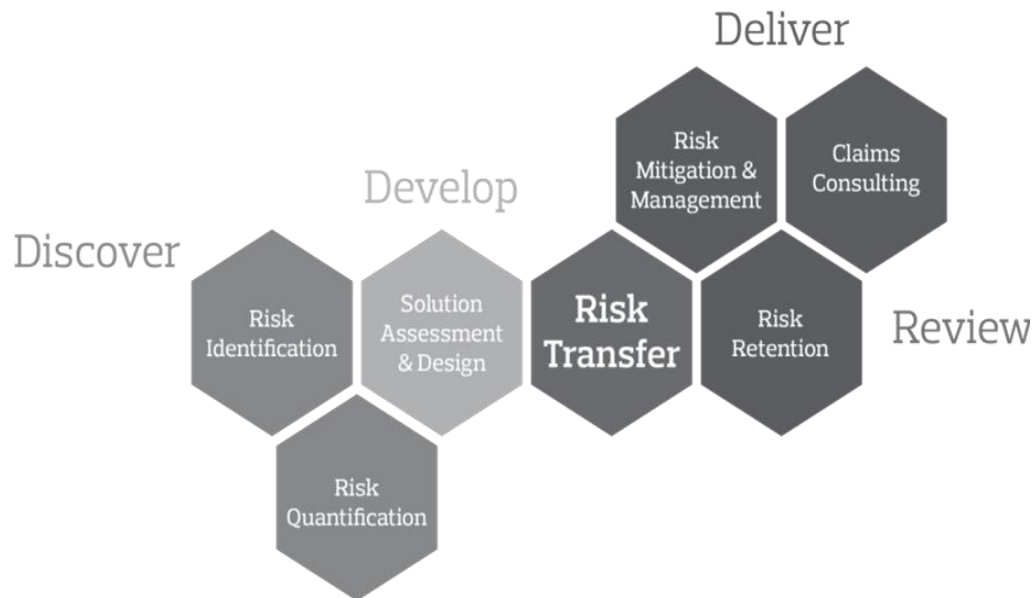 Deliver
Risk
Mitigation &
Management
Claims
Consulting
Develop
Discover
Risk
Identification
Solution
Assessment
& Design
Risk
Transfer
Risk
Retention
Review
Risk
Quantification